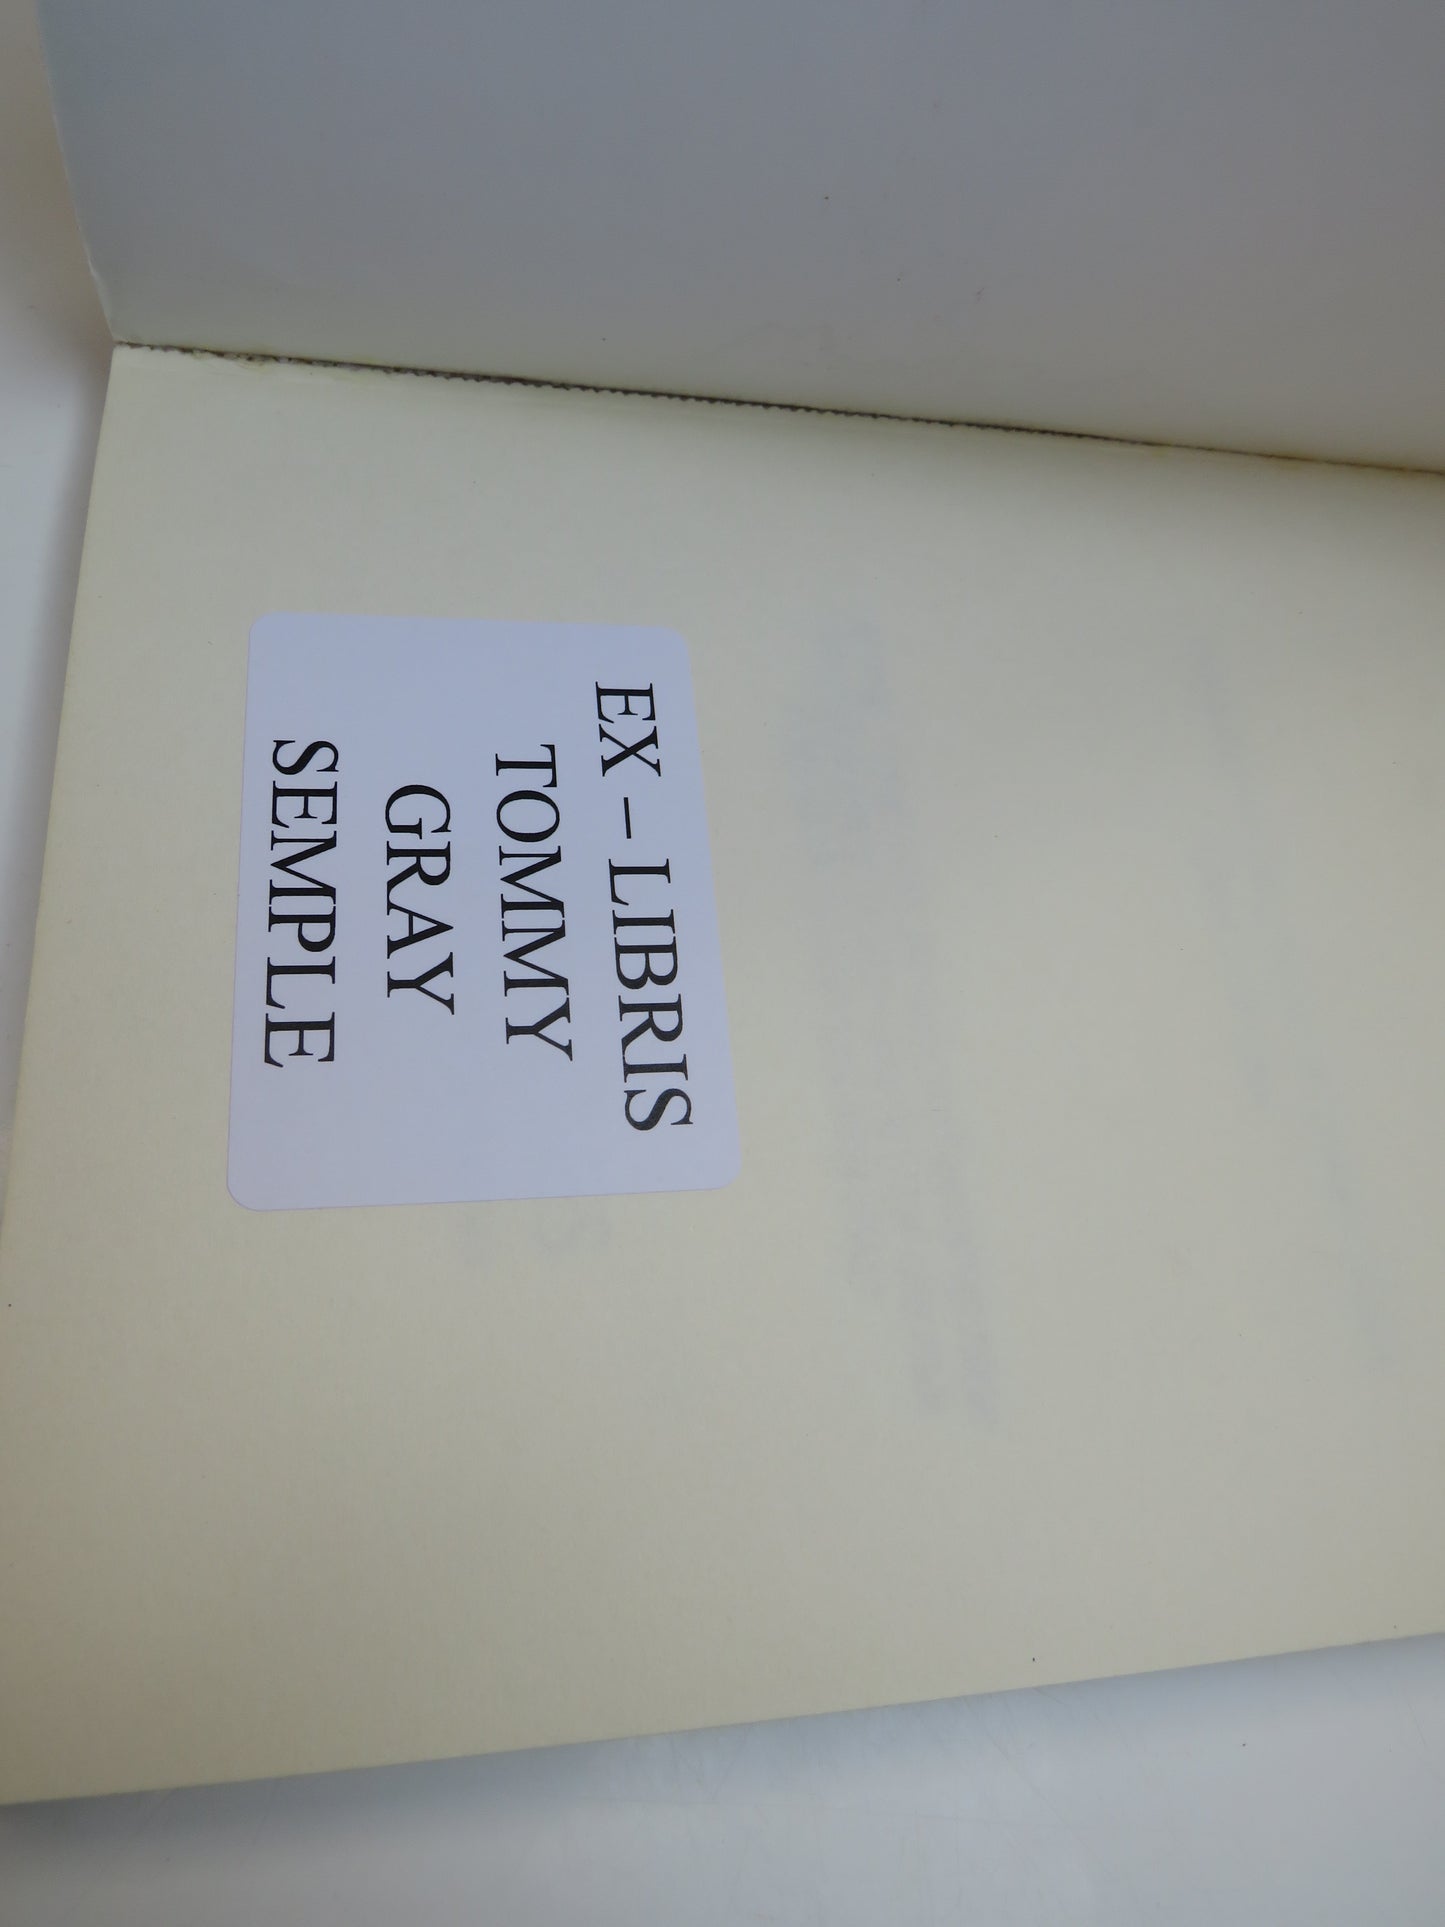 EX – LIBRIS
TOMMY
GRAY
SEMPLE